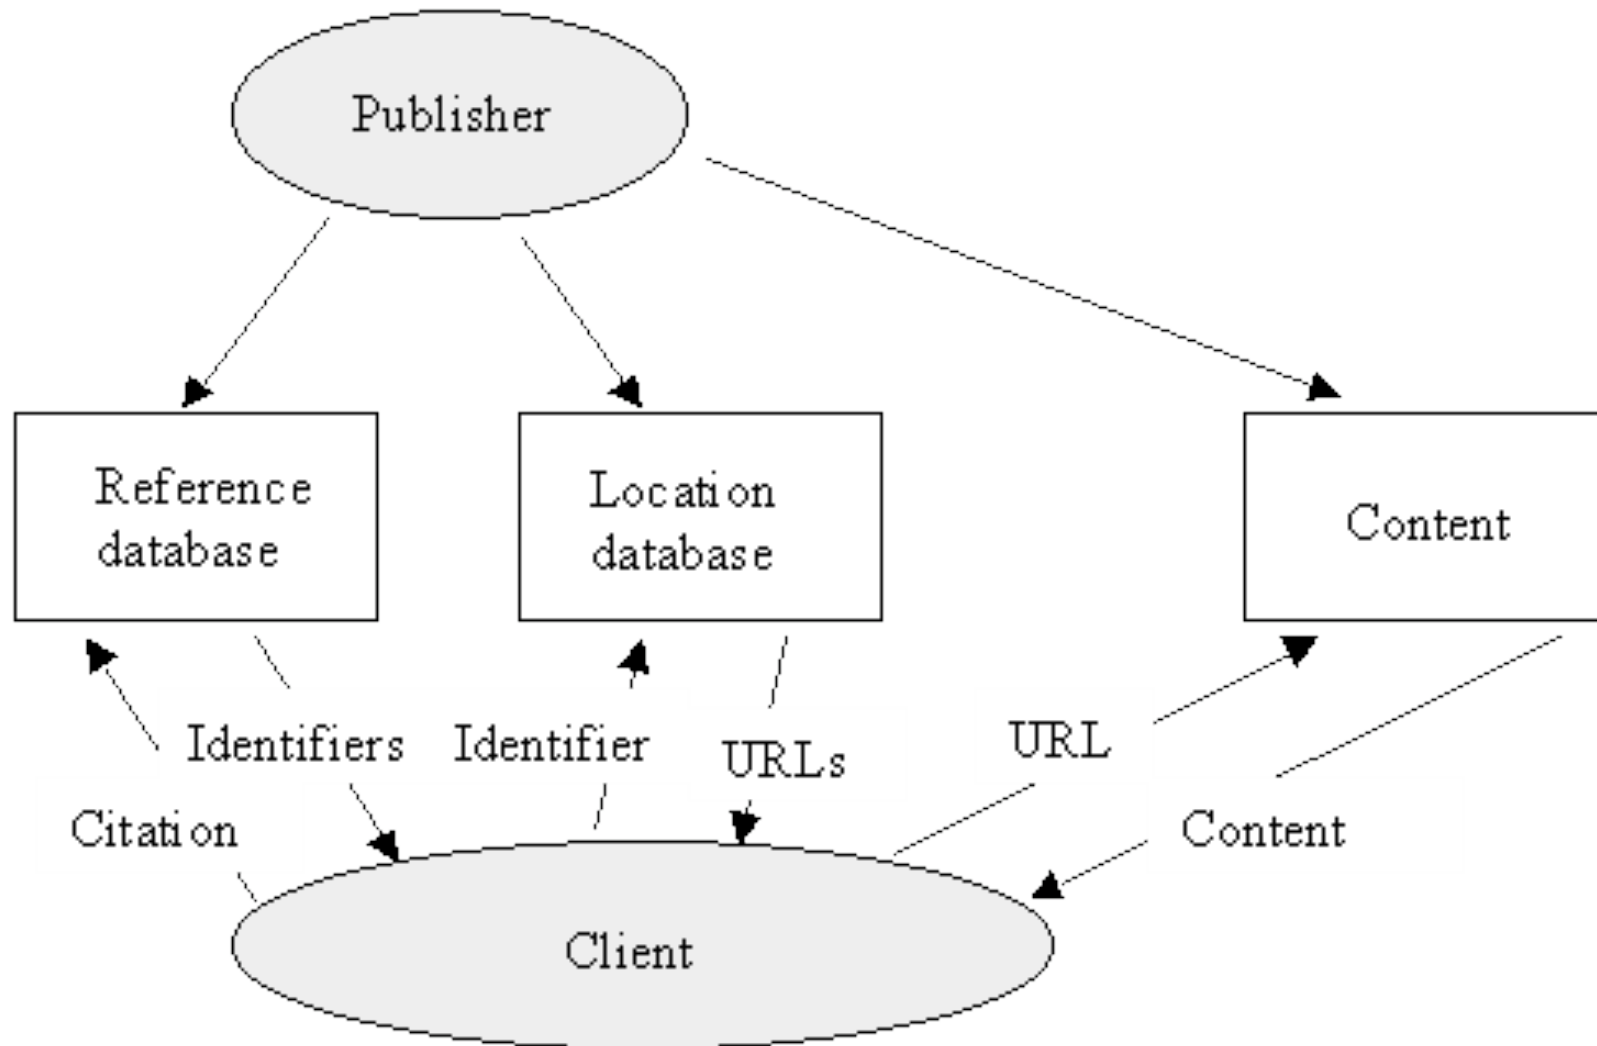 Publisher
Reference
database
Location
database
Content
Identifiers
Identifier
URLs
URL
Citation
Content
Client